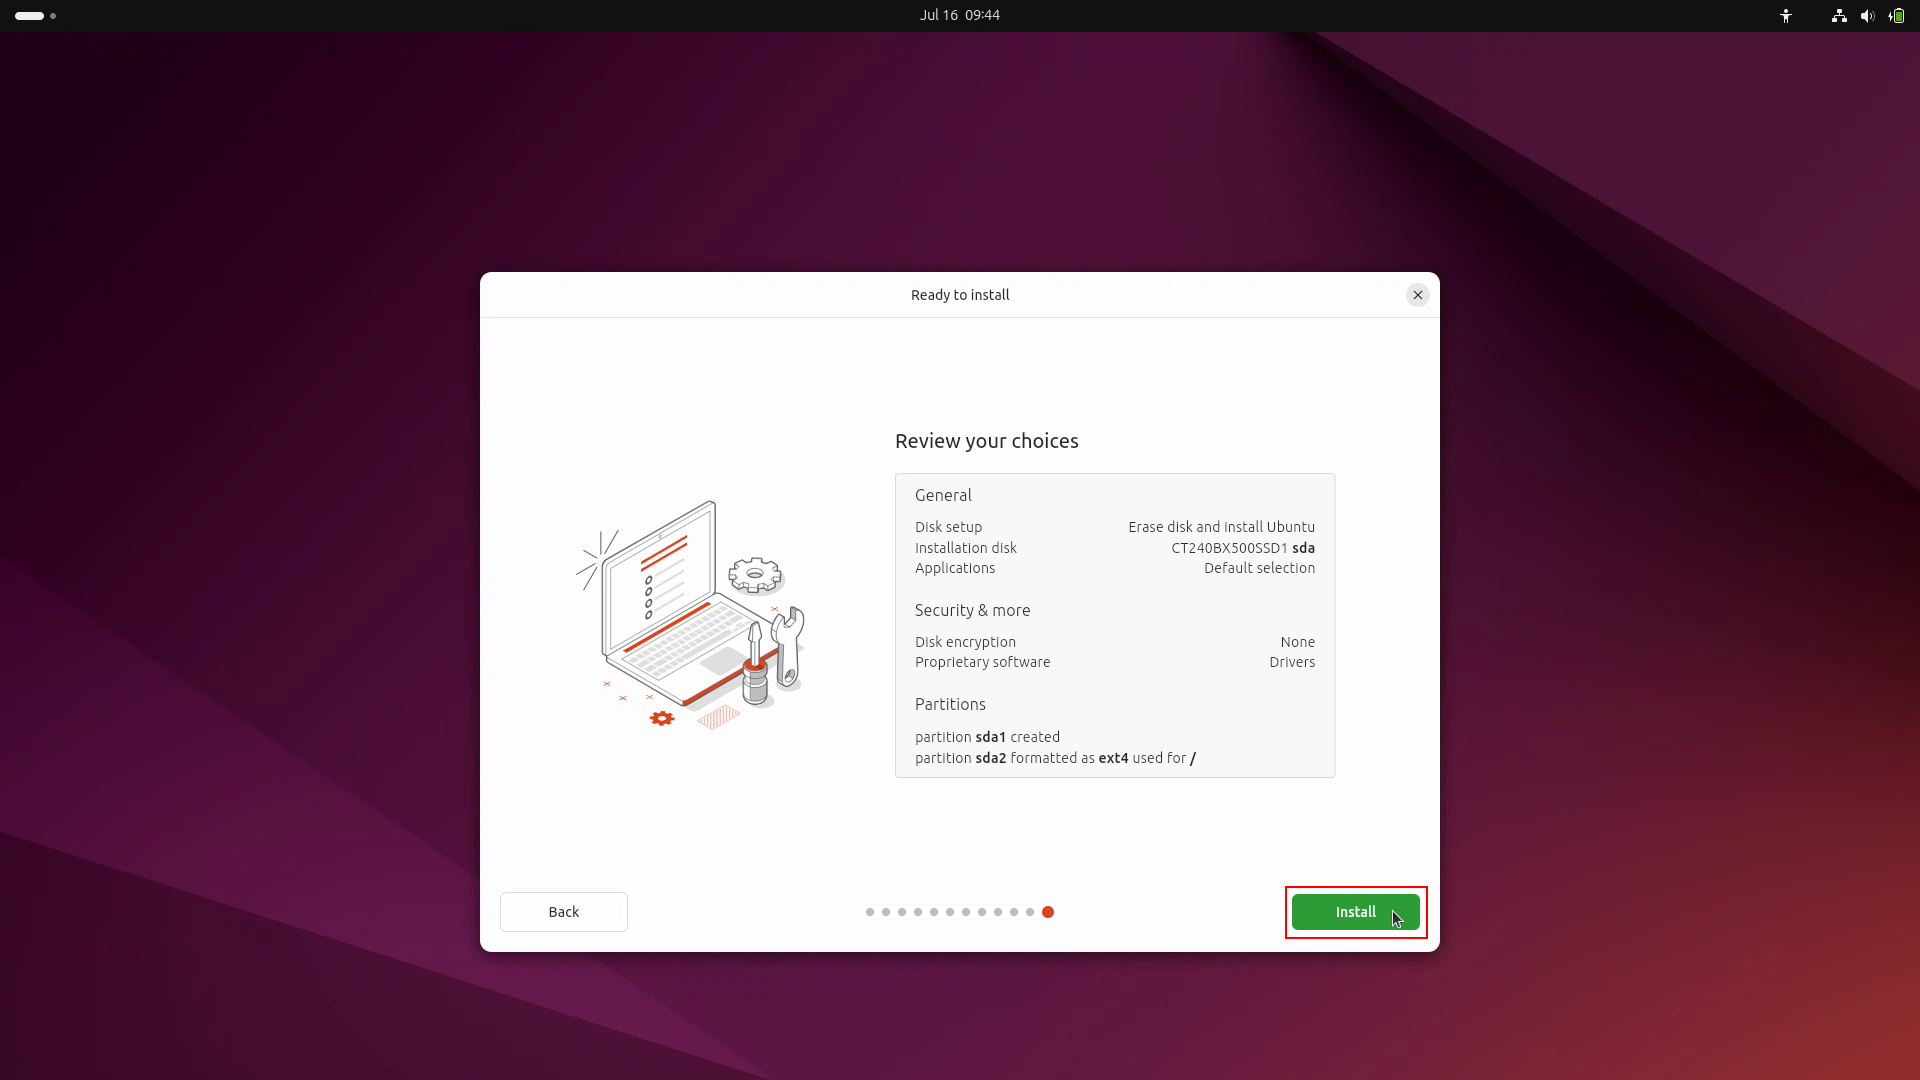 Jul 16 09:44
Ready to install
Review your choices
General
Disk setup Erase disk and install Ubuntu
Installation disk CT240BX500SSD1 sda
Applications Default selection
Security & more
Disk encryption None
Proprietary software Drivers
Partitions
partition sda1 created
partition sda2 formatted as ext4 used for /
Back
Install